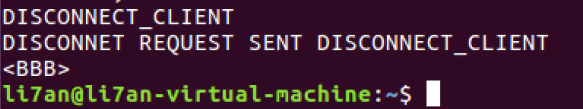 DISCONNECT_CLIENT
DISCONNET REQUEST SENT DISCONNECT_CLIENT
<BBB>
li7an@li7an-virtual-machine:~$